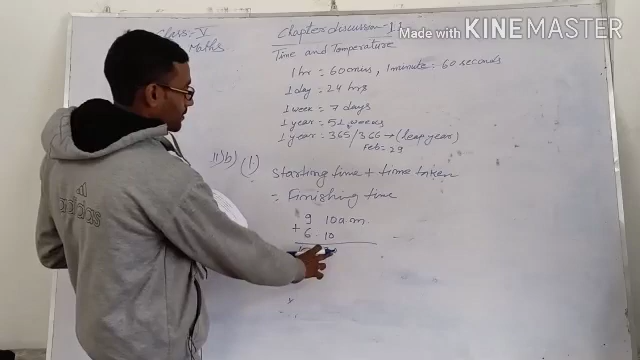 Class - V
Maths
Chapter discussion - 11
Made with KINEMASTER
Time and Temperature
1 hr = 60 mins, 1 minute = 60 seconds
1 day = 24 hrs
1 week = 7 days
1 year = 52 weeks
1 year = 365/366 → (leap year)
Feb = 29
11) b) (1)
Starting time + time taken
= Finishing time
9 10 a.m.
+ 6 10
adidas